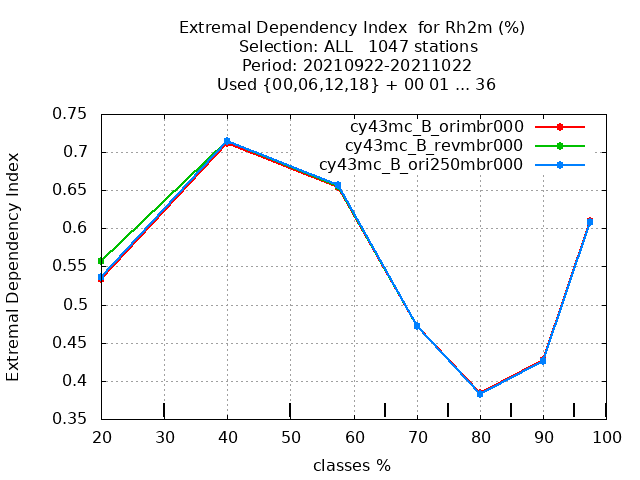 Extremal Dependency Index  for Rh2m (%)
Selection: ALL   1047 stations
Period: 20210922-20211022
Used {00,06,12,18} + 00 01 ... 36
cy43mc_B_orimbr000
cy43mc_B_revmbr000
cy43mc_B_ori250mbr000
Extremal Dependency Index
0.75
0.7
0.65
0.6
0.55
0.5
0.45
0.4
0.35
20 30 40 50 60 70 80 90 100
classes %